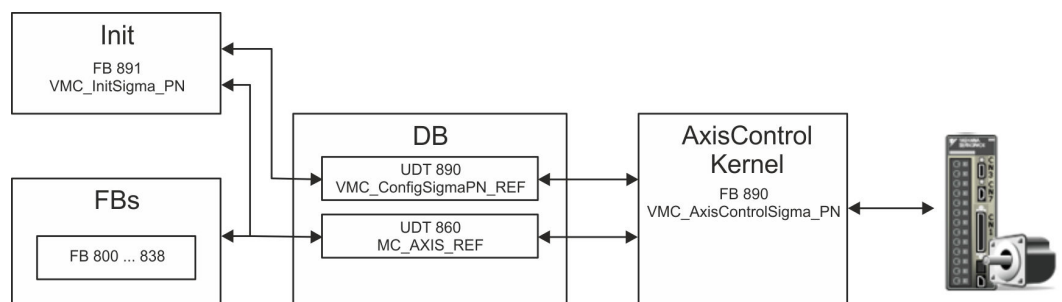 Init
FB 891
VMC_InitSigma_PN
FBs
FB 800 ... 838
DB
UDT 890
VMC_ConfigSigmaPN_REF
UDT 860
MC_AXIS_REF
AxisControl
Kernel
FB 890
VMC_AxisControlSigma_PN